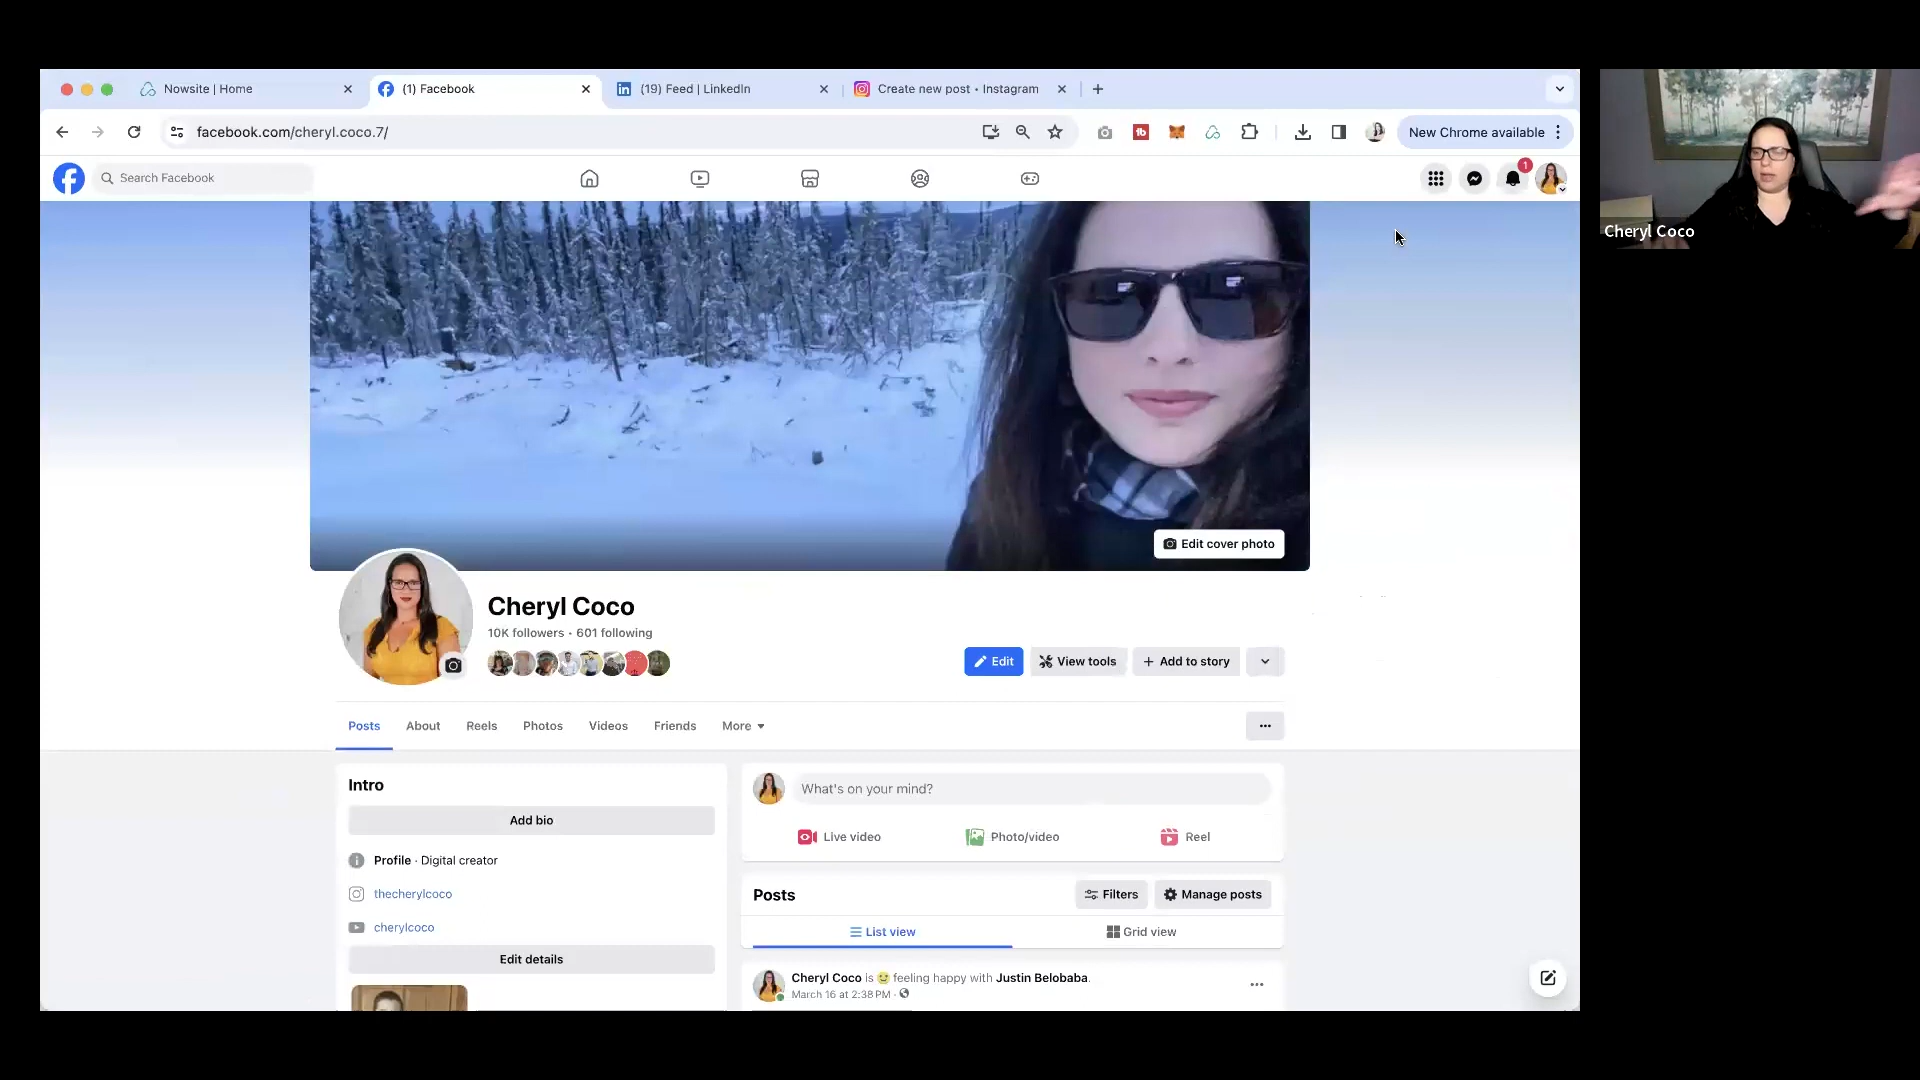 Nowsite | Home
(1) Facebook
(19) Feed | LinkedIn
Create new post • Instagram
facebook.com/cheryl.coco.7/
New Chrome available
Search Facebook
1
Cheryl Coco
Edit cover photo
Cheryl Coco
10K followers • 601 following
Edit
View tools
Add to story
Posts
About
Reels
Photos
Videos
Friends
More
Intro
Add bio
Profile · Digital creator
thecherylcoco
cherylcoco
Edit details
What's on your mind?
Live video
Photo/video
Reel
Posts
Filters
Manage posts
List view
Grid view
Cheryl Coco is feeling happy with Justin Belobaba.
March 16 at 2:38 PM ·